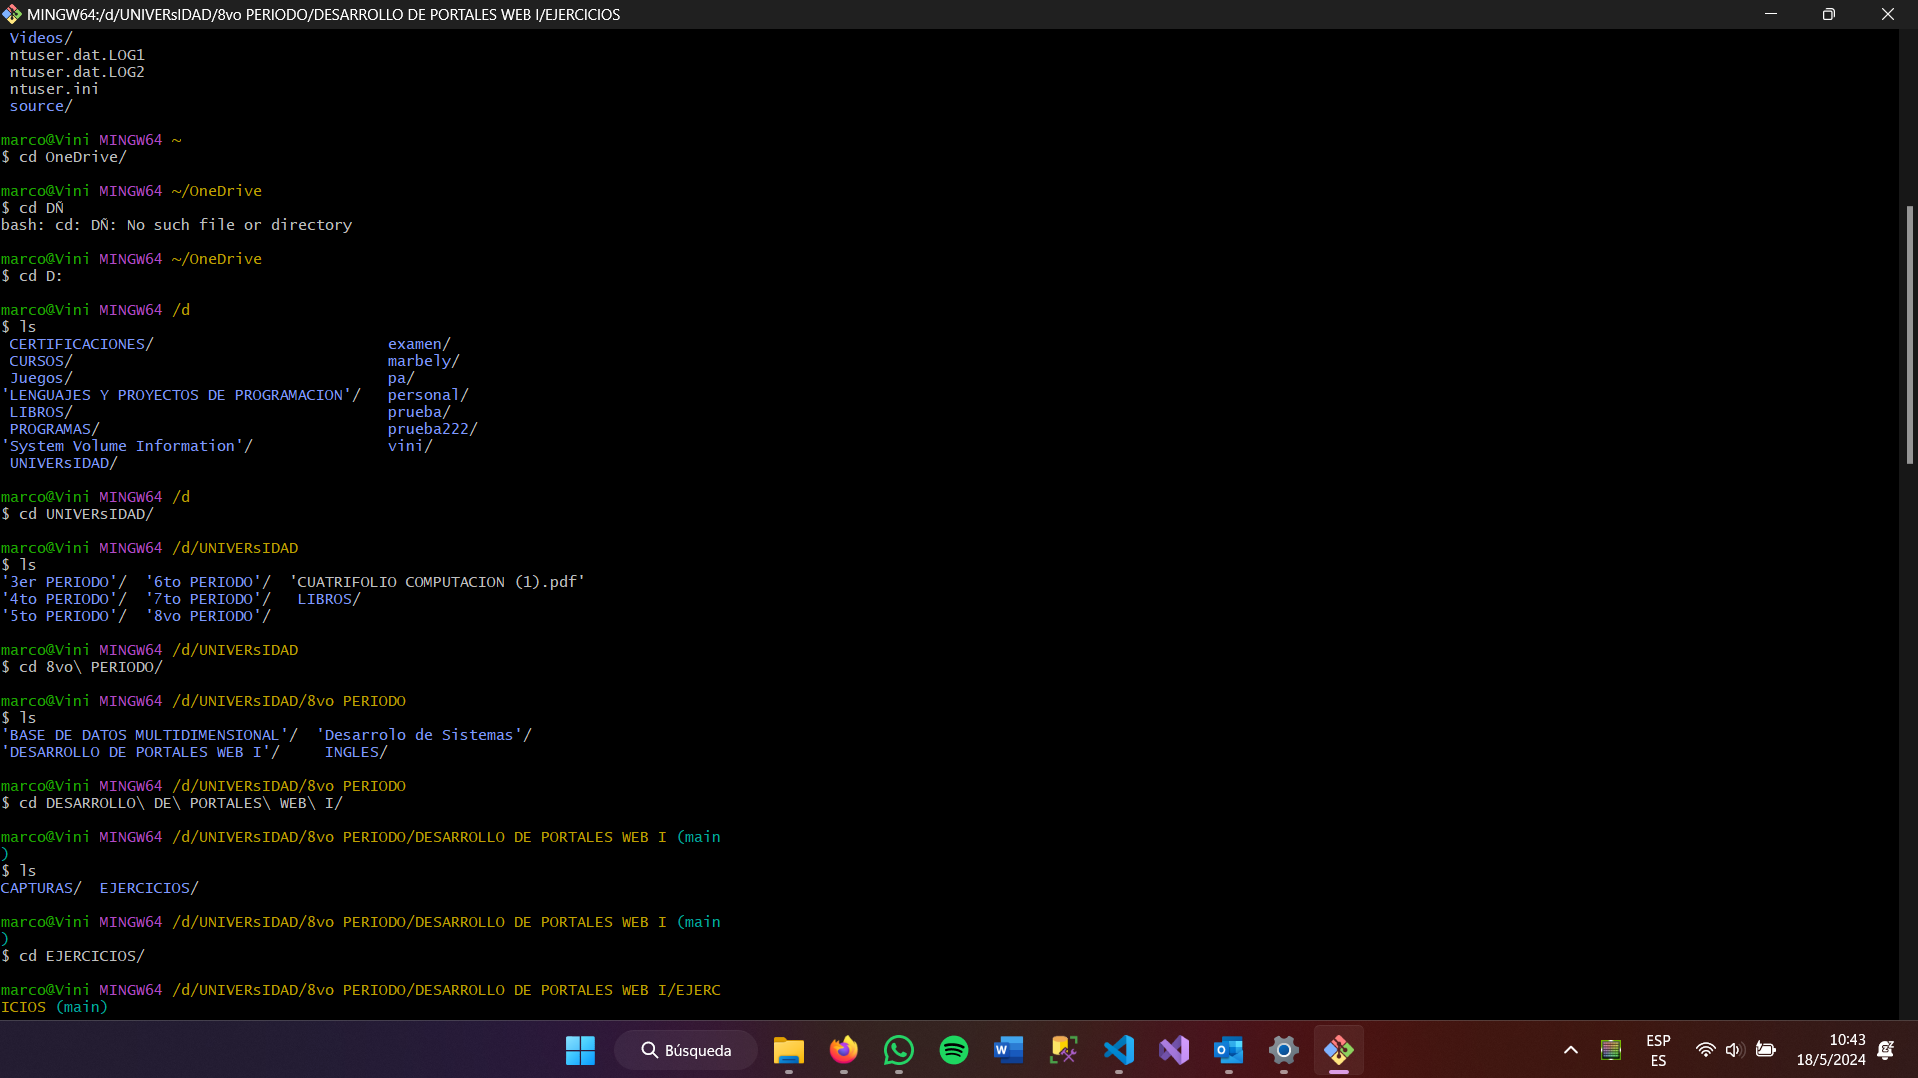 MINGW64:/d/UNIVERsIDAD/8vo PERIODO/DESARROLLO DE PORTALES WEB I/EJERCICIOS
Videos/
ntuser.dat.LOG1
ntuser.dat.LOG2
ntuser.ini
source/
marco@Vini MINGW64 ~
$ cd OneDrive/
marco@Vini MINGW64 ~/OneDrive
$ cd DÑ
bash: cd: DÑ: No such file or directory
marco@Vini MINGW64 ~/OneDrive
$ cd D:
marco@Vini MINGW64 /d
$ ls
CERTIFICACIONES/ examen/
CURSOS/ marbely/
Juegos/ pa/
'LENGUAJES Y PROYECTOS DE PROGRAMACION'/ personal/
LIBROS/ prueba/
PROGRAMAS/ prueba222/
'System Volume Information'/ vini/
UNIVERsIDAD/
marco@Vini MINGW64 /d
$ cd UNIVERsIDAD/
marco@Vini MINGW64 /d/UNIVERsIDAD
$ ls
'3er PERIODO'/ '6to PERIODO'/ 'CUATRIFOLIO COMPUTACION (1).pdf'
'4to PERIODO'/ '7to PERIODO'/ LIBROS/
'5to PERIODO'/ '8vo PERIODO'/
marco@Vini MINGW64 /d/UNIVERsIDAD
$ cd 8vo\ PERIODO/
marco@Vini MINGW64 /d/UNIVERsIDAD/8vo PERIODO
$ ls
'BASE DE DATOS MULTIDIMENSIONAL'/ 'Desarrolo de Sistemas'/
'DESARROLLO DE PORTALES WEB I'/ INGLES/
marco@Vini MINGW64 /d/UNIVERsIDAD/8vo PERIODO
$ cd DESARROLLO\ DE\ PORTALES\ WEB\ I/
marco@Vini MINGW64 /d/UNIVERsIDAD/8vo PERIODO/DESARROLLO DE PORTALES WEB I (main
)
$ ls
CAPTURAS/ EJERCICIOS/
marco@Vini MINGW64 /d/UNIVERsIDAD/8vo PERIODO/DESARROLLO DE PORTALES WEB I (main
)
$ cd EJERCICIOS/
marco@Vini MINGW64 /d/UNIVERsIDAD/8vo PERIODO/DESARROLLO DE PORTALES WEB I/EJERC
ICIOS (main)
Búsqueda
ESP
ES
10:43
18/5/2024